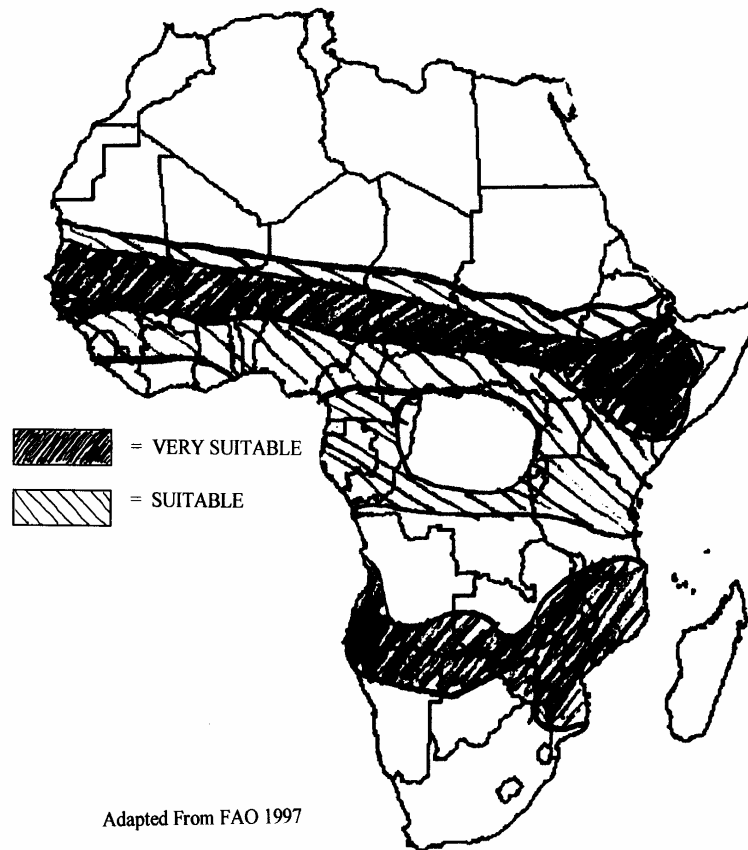 = VERY SUITABLE
= SUITABLE
Adapted From FAO 1997